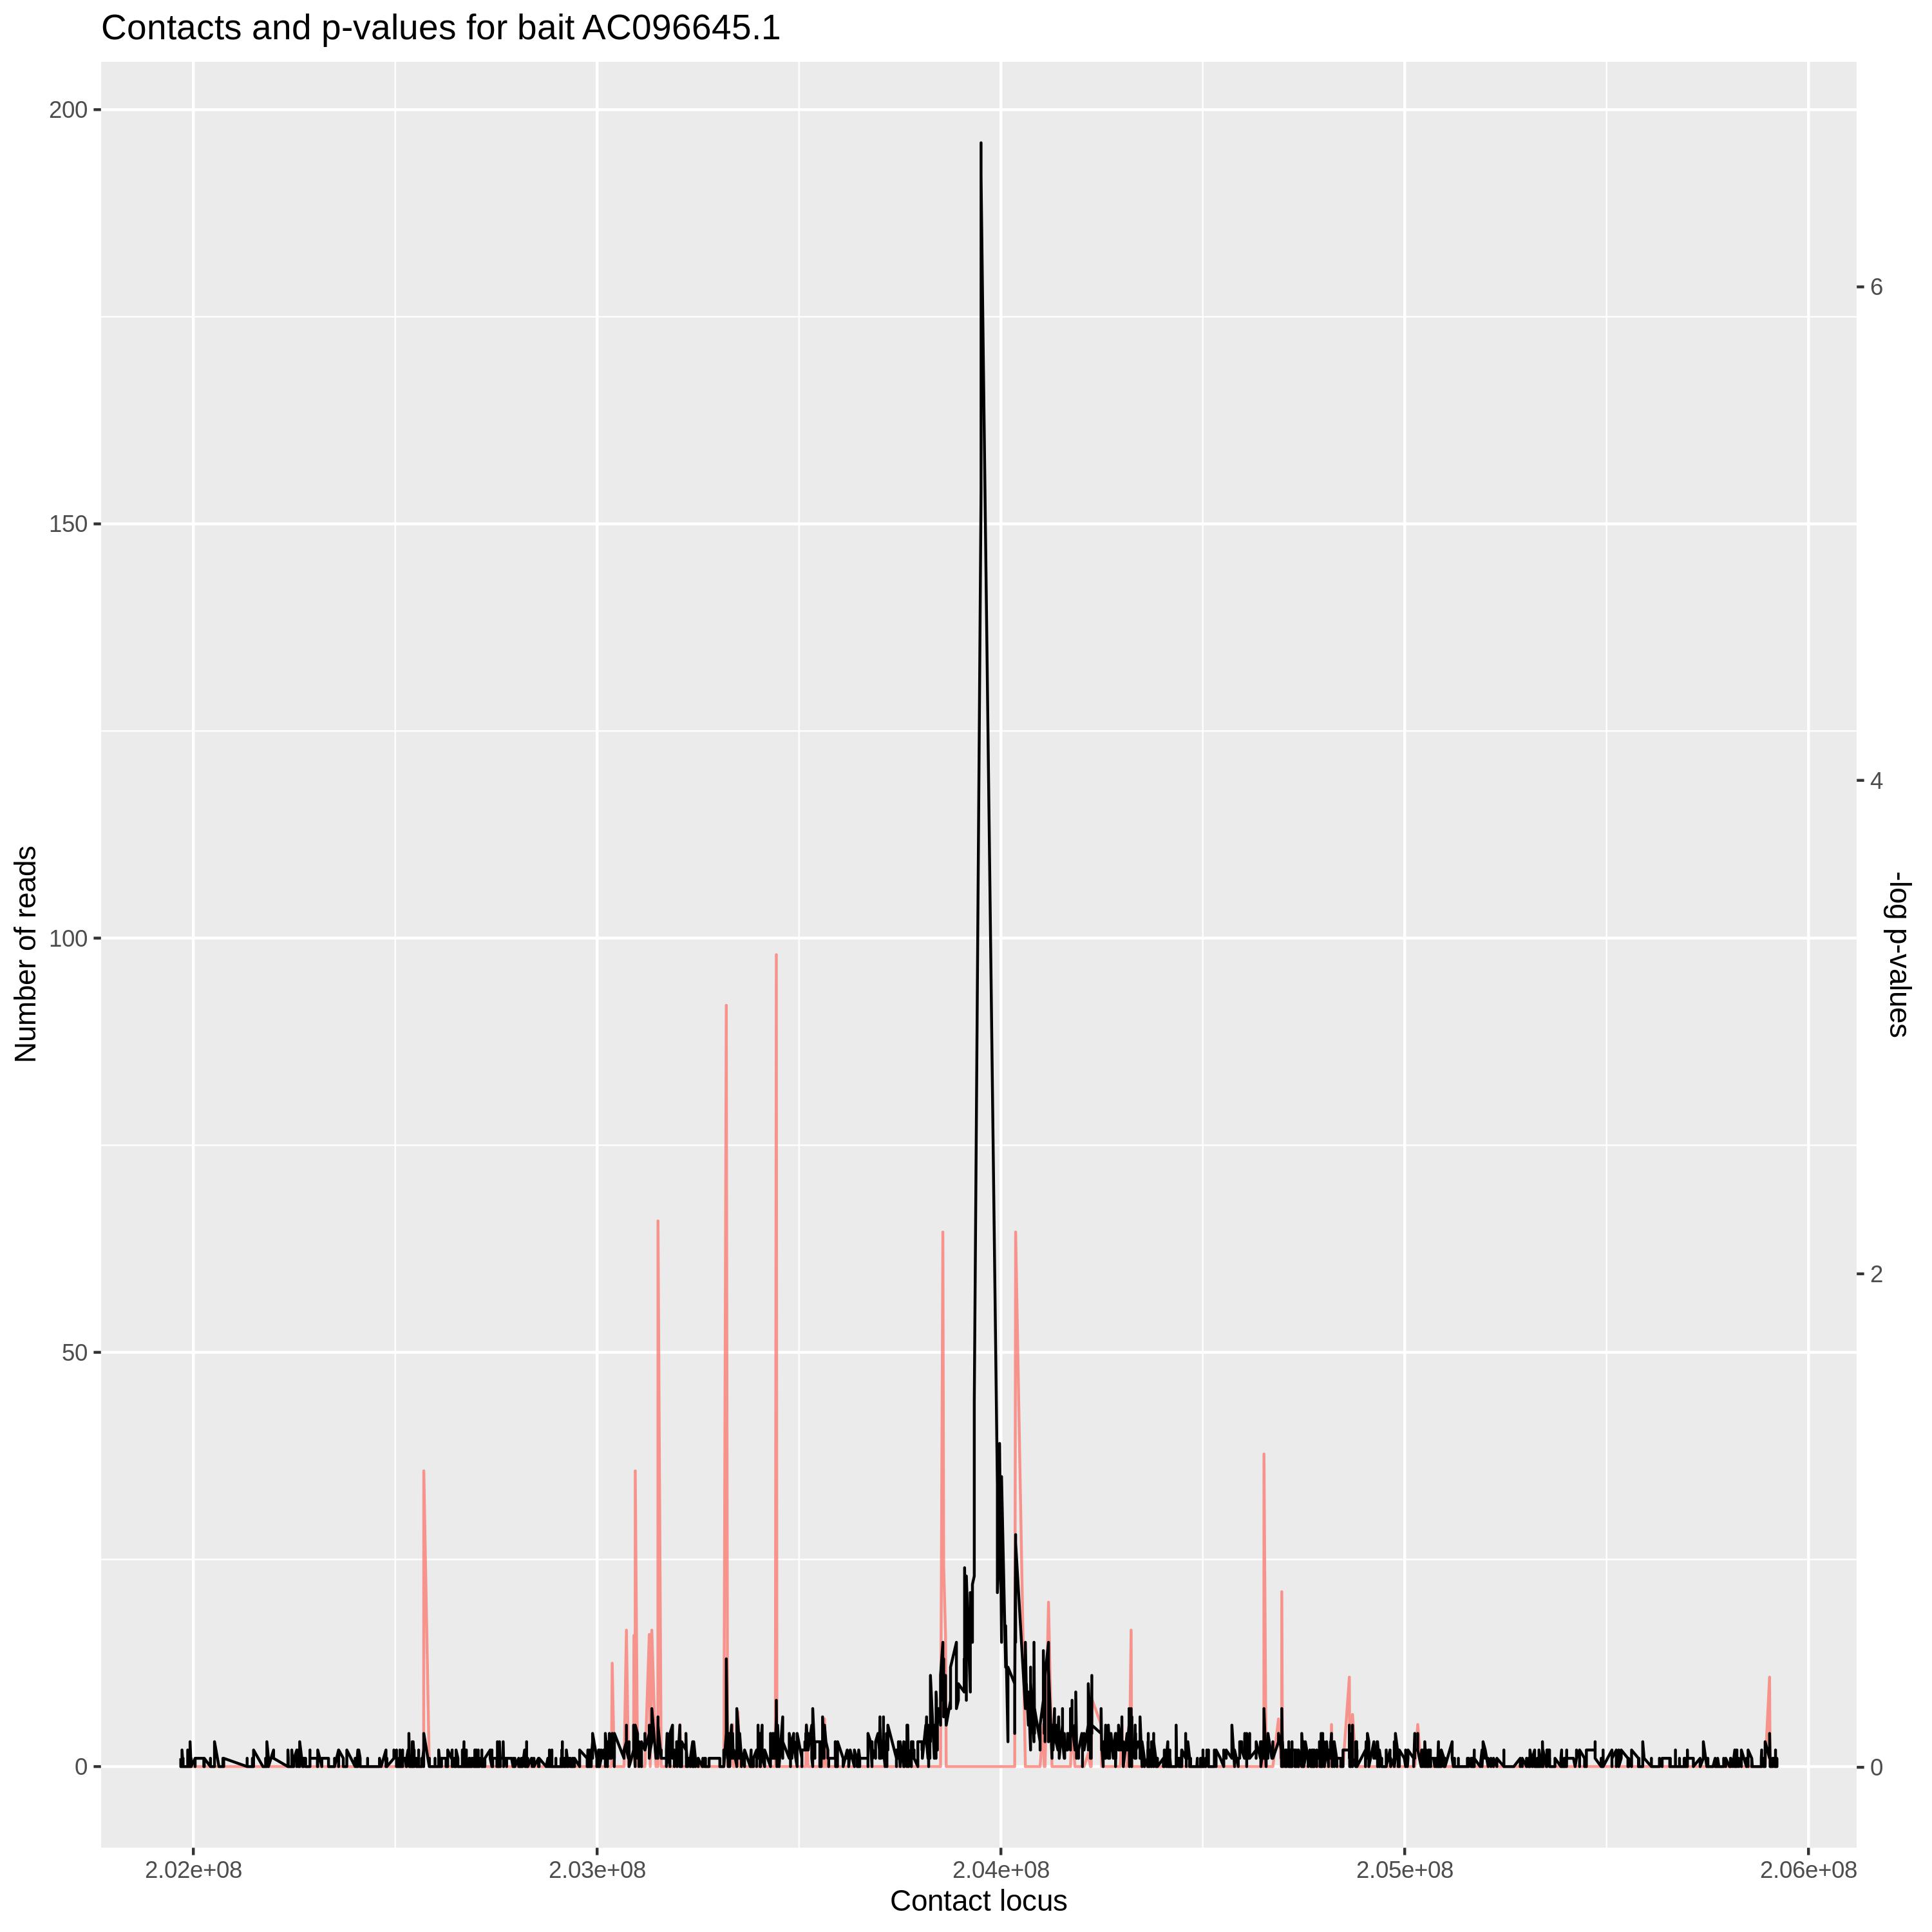 Contacts and p-values for bait AC096645.1
200
150
100
50
0
Number of reads
6
4
2
0
-log p-values
2.02e+08 2.03e+08 2.04e+08 2.05e+08 2.06e+08
Contact locus